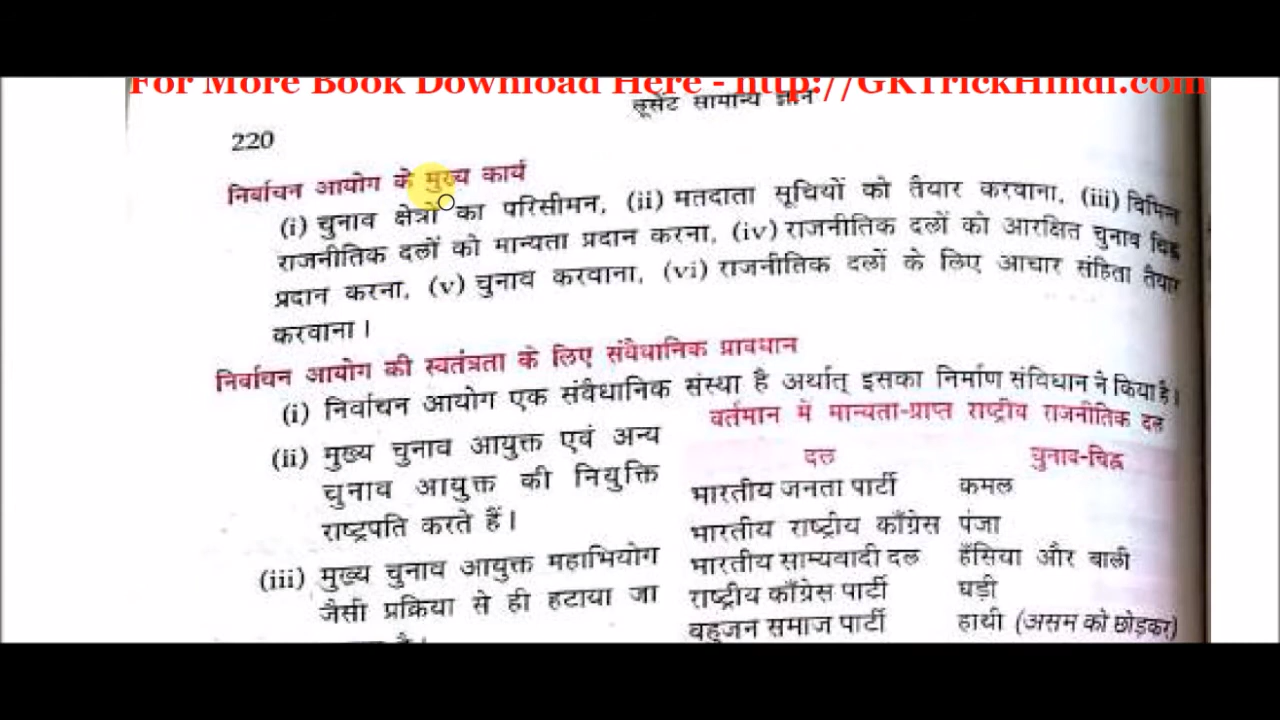 For More Book Download Here - http://GKTrickHindi.com
लूसेंट सामान्य ज्ञान
220
निर्वाचन आयोग के मुख्य कार्य
(i) चुनाव क्षेत्रों का परिसीमन, (ii) मतदाता सूचियों को तैयार करवाना, (iii) विभिन्न
राजनीतिक दलों को मान्यता प्रदान करना, (iv) राजनीतिक दलों को आरक्षित चुनाव चिह्न
प्रदान करना, (v) चुनाव करवाना, (vi) राजनीतिक दलों के लिए आचार संहिता तैयार
करवाना।
निर्वाचन आयोग की स्वतंत्रता के लिए संवैधानिक प्रावधान
(i) निर्वाचन आयोग एक संवैधानिक संस्था है अर्थात् इसका निर्माण संविधान ने किया है।
(ii) मुख्य चुनाव आयुक्त एवं अन्य
चुनाव आयुक्त की नियुक्ति
राष्ट्रपति करते हैं।
(iii) मुख्य चुनाव आयुक्त महाभियोग
जैसी प्रक्रिया से ही हटाया जा
वर्तमान में मान्यता-प्राप्त राष्ट्रीय राजनीतिक दल
दल चुनाव-चिह्न
भारतीय जनता पार्टी कमल
भारतीय राष्ट्रीय काँग्रेस पंजा
भारतीय साम्यवादी दल हँसिया और बाली
राष्ट्रीय काँग्रेस पार्टी घड़ी
बहुजन समाज पार्टी हाथी (असम को छोड़कर)